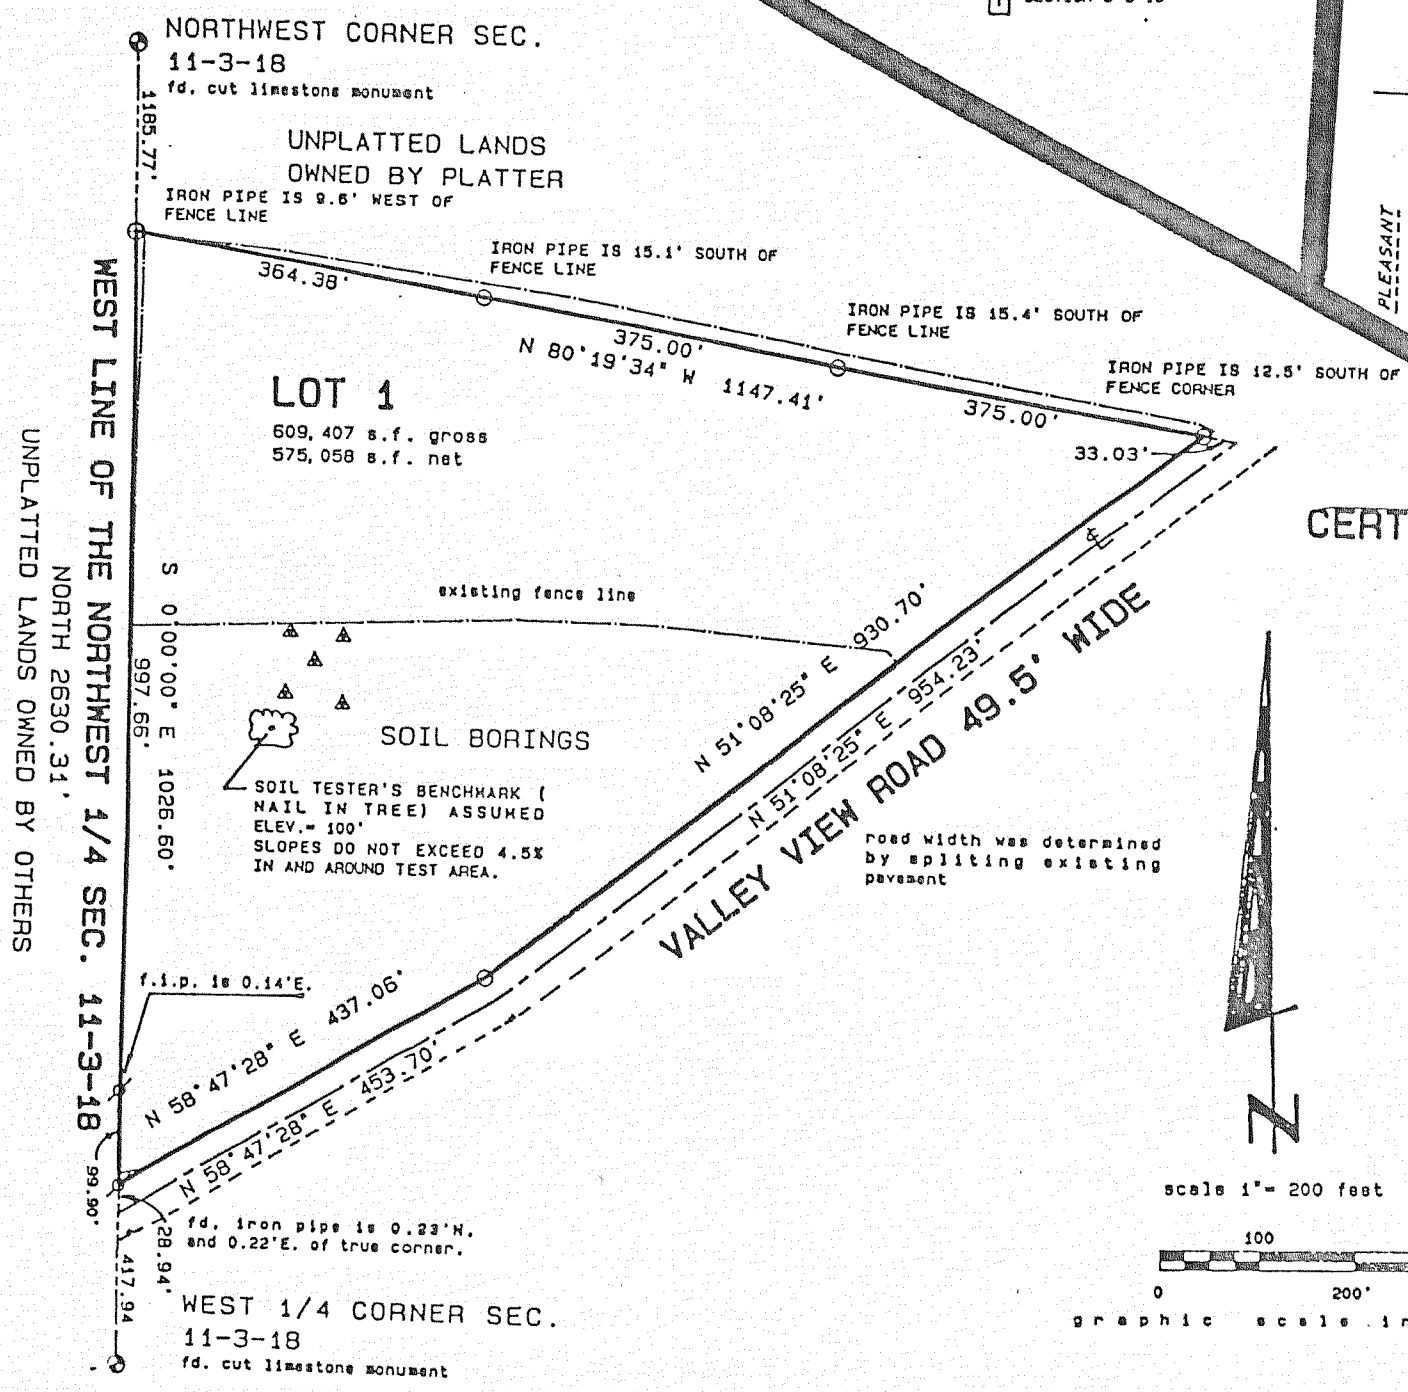 NORTHWEST CORNER SEC.
11-3-18
fd. cut limestone monument
1185.77'
UNPLATTED LANDS
OWNED BY PLATTER
IRON PIPE IS 9.6' WEST OF
FENCE LINE
IRON PIPE IS 15.1' SOUTH OF
FENCE LINE
IRON PIPE IS 15.4' SOUTH OF
FENCE LINE
IRON PIPE IS 12.5' SOUTH OF
FENCE CORNER
PLEASANT
364.38'
375.00'
N 80°19'34" W 1147.41'
375.00'
33.03'
LOT 1
609,407 s.f. gross
575,058 s.f. net
CERT
WEST LINE OF THE NORTHWEST 1/4 SEC. 11-3-18
NORTH 2630.31'
UNPLATTED LANDS OWNED BY OTHERS
S 0°00'00" E 1026.60'
997.66'
existing fence line
SOIL BORINGS
SOIL TESTER'S BENCHMARK (
NAIL IN TREE) ASSUMED
ELEV.= 100'
SLOPES DO NOT EXCEED 4.5%
IN AND AROUND TEST AREA.
N 51°08'25" E 930.70'
N 51°08'25" E 954.23'
VALLEY VIEW ROAD 49.5' WIDE
road width was determined
by spliting existing
pavement
f.i.p. is 0.14'E.
N 58°47'28" E 437.06'
N 58°47'28" E 453.70'
99.90'
28.94'
417.94
fd. iron pipe is 0.23'N.
and 0.22'E. of true corner.
WEST 1/4 CORNER SEC.
11-3-18
fd. cut limestone monument
N
scale 1"= 200 feet
100
0 200'
graphic scale in